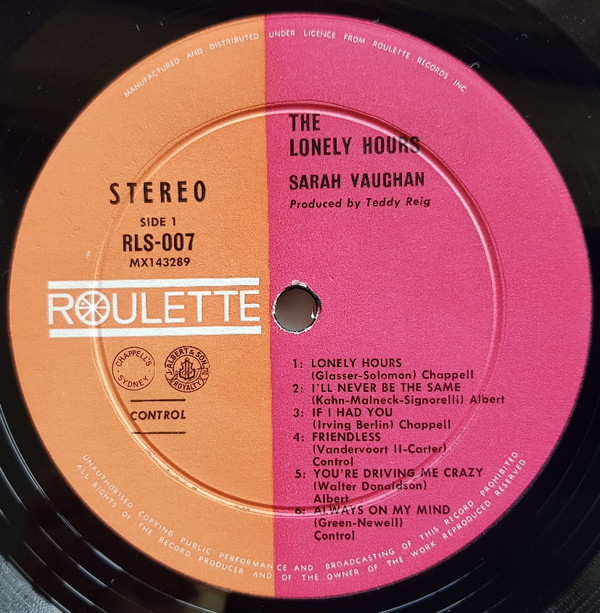 MANUFACTURED AND DISTRIBUTED UNDER LICENCE FROM ROULETTE RECORDS INC.
THE
LONELY HOURS
SARAH VAUGHAN
Produced by Teddy Reig
STEREO
SIDE 1
RLS-007
MX143289
ROULETTE
CHAPPELL'S
SYDNEY
ALBERT & SON
ROYALTY
CONTROL
1: LONELY HOURS
(Glasser-Solomon) Chappell
2: I'LL NEVER BE THE SAME
(Kahn-Malneck-Signorelli) Albert
3: IF I HAD YOU
(Irving Berlin) Chappell
4: FRIENDLESS
(Vandervoort II-Carter)
Control
5: YOU'RE DRIVING ME CRAZY
(Walter Donaldson)
Albert
6: ALWAYS ON MY MIND
(Green-Newell)
Control
UNAUTHORISED COPYING PUBLIC PERFORMANCE AND BROADCASTING OF THIS RECORD PROHIBITED
ALL RIGHTS OF THE RECORD PRODUCER AND OF THE OWNER OF THE WORK REPRODUCED RESERVED